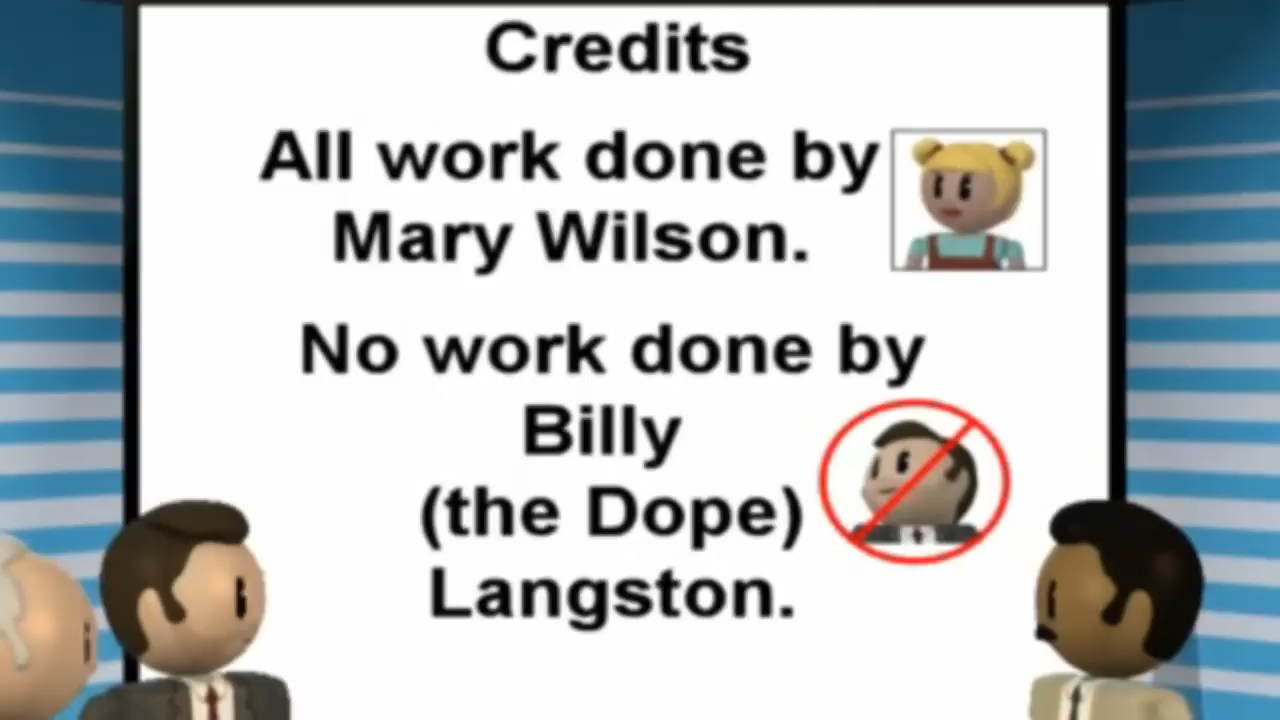 Credits
All work done by
Mary Wilson.
No work done by
Billy
(the Dope)
Langston.